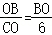 OB/CO = BO/6